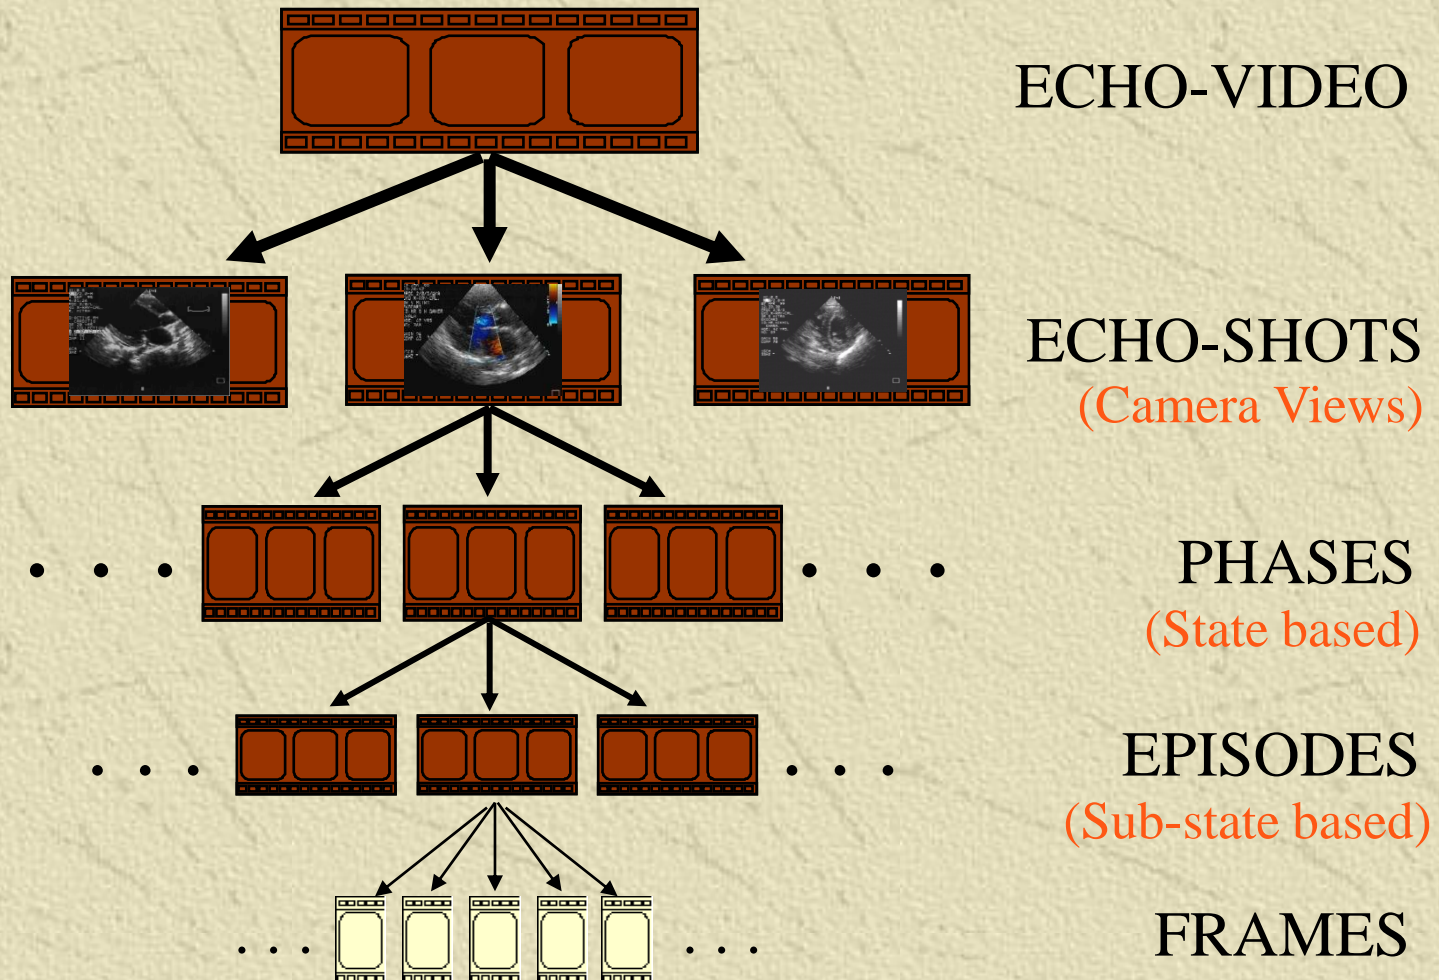 ECHO-VIDEO
ECHO-SHOTS
(Camera Views)
PHASES
(State based)
EPISODES
(Sub-state based)
FRAMES